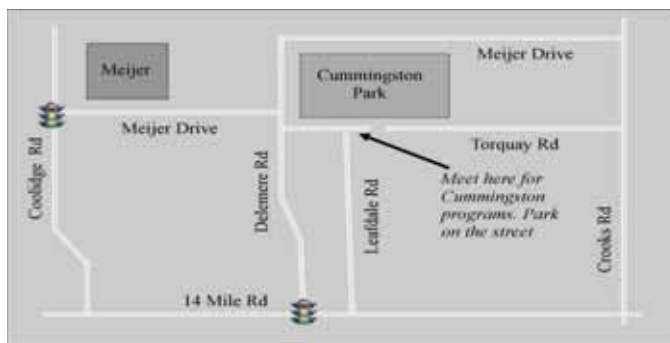 Meijer
Meijer Drive
Cummingston
Park
Meijer Drive
Torquay Rd
Coolidge Rd
Delemere Rd
Leafdale Rd
Meet here for
Cummingston
programs. Park
on the street
Crooks Rd
14 Mile Rd